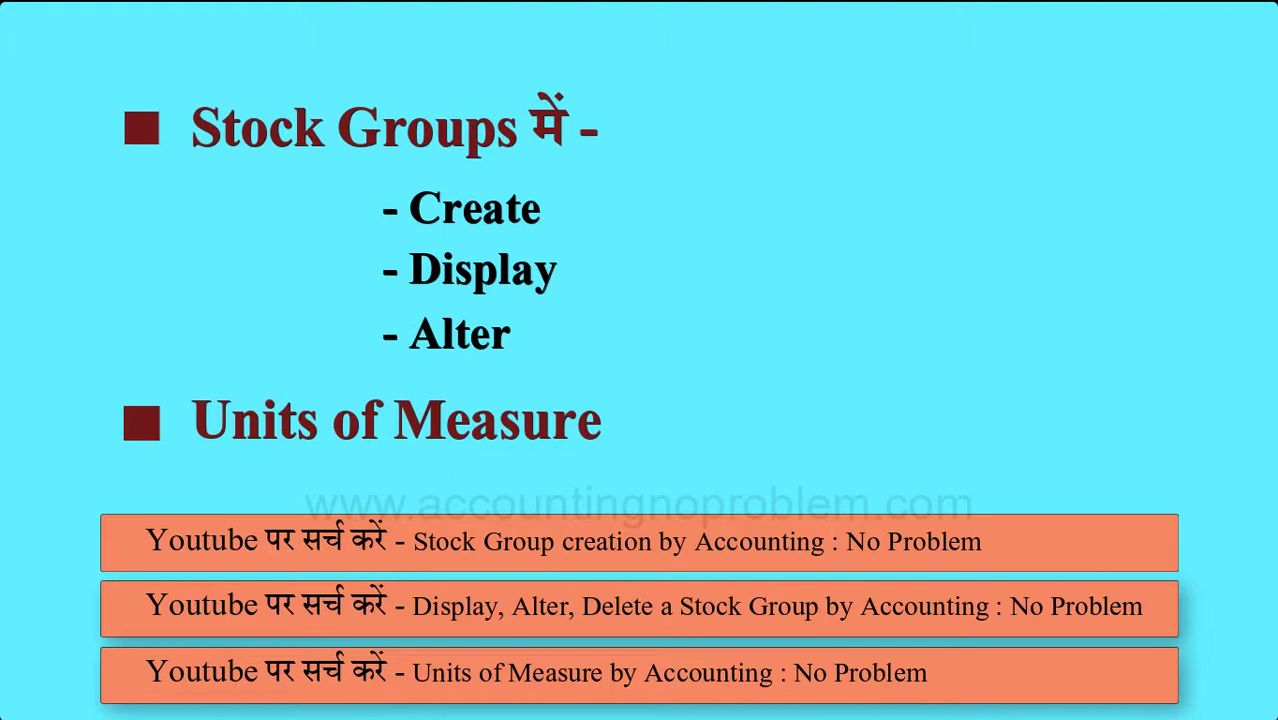 ■ Stock Groups में -
- Create
- Display
- Alter
■ Units of Measure
www.accountingnoproblem.com
Youtube पर सर्च करें - Stock Group creation by Accounting : No Problem
Youtube पर सर्च करें - Display, Alter, Delete a Stock Group by Accounting : No Problem
Youtube पर सर्च करें - Units of Measure by Accounting : No Problem